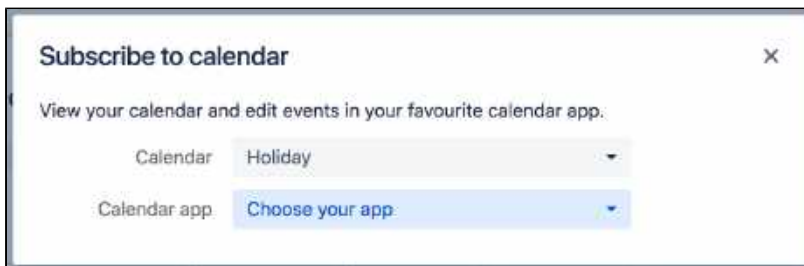 Subscribe to calendar
View your calendar and edit events in your favourite calendar app.
Calendar Holiday
Calendar app Choose your app